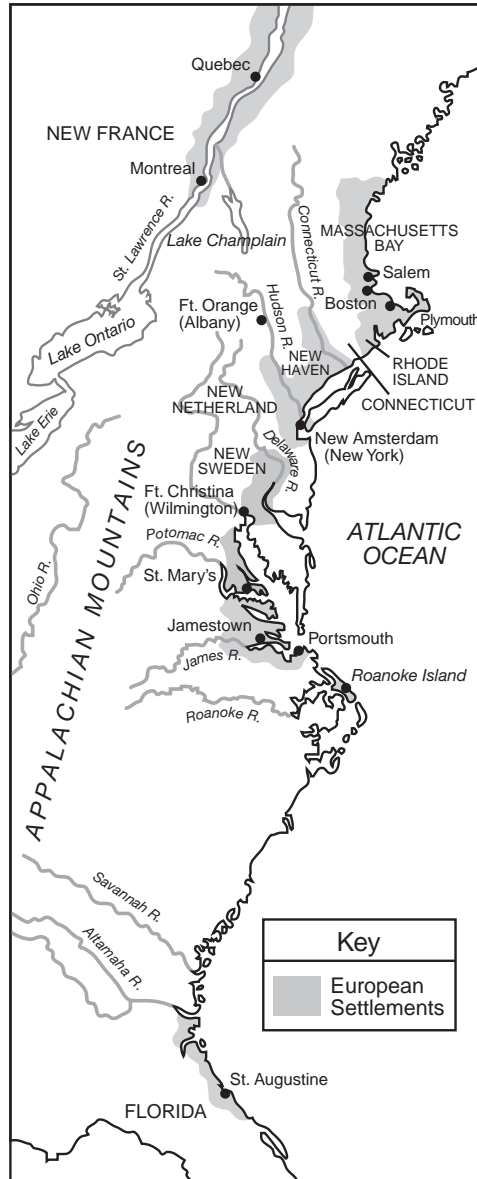 Quebec
NEW FRANCE
Montreal
St. Lawrence R.
Lake Champlain
Connecticut R.
MASSACHUSETTS
BAY
Salem
Boston
Plymouth
Ft. Orange
(Albany)
Hudson R.
Lake Ontario
Lake Erie
NEW
HAVEN
RHODE
ISLAND
CONNECTICUT
NEW
NETHERLAND
New Amsterdam
(New York)
NEW
SWEDEN
Delaware R.
Ft. Christina
(Wilmington)
ATLANTIC
OCEAN
Potomac R.
Ohio R.
APPALACHIAN MOUNTAINS
St. Mary's
Jamestown
Portsmouth
James R.
Roanoke Island
Roanoke R.
Savannah R.
Altamaha R.
Key
European
Settlements
St. Augustine
FLORIDA